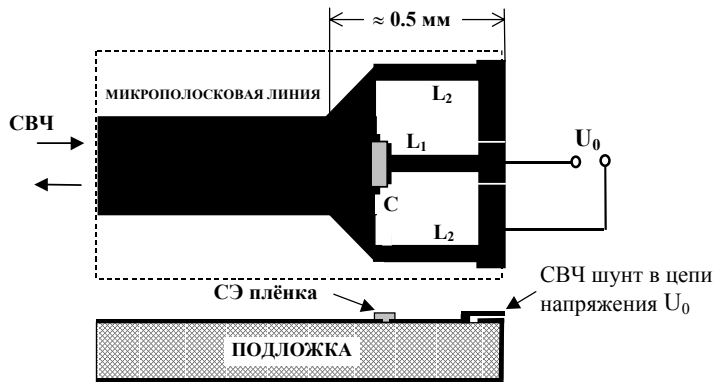 ≈ 0.5 мм
МИКРОПОЛОСКОВАЯ ЛИНИЯ
СВЧ
L₂
L₁
U₀
C
L₂
СЭ плёнка
СВЧ шунт в цепи
напряжения U₀
ПОДЛОЖКА